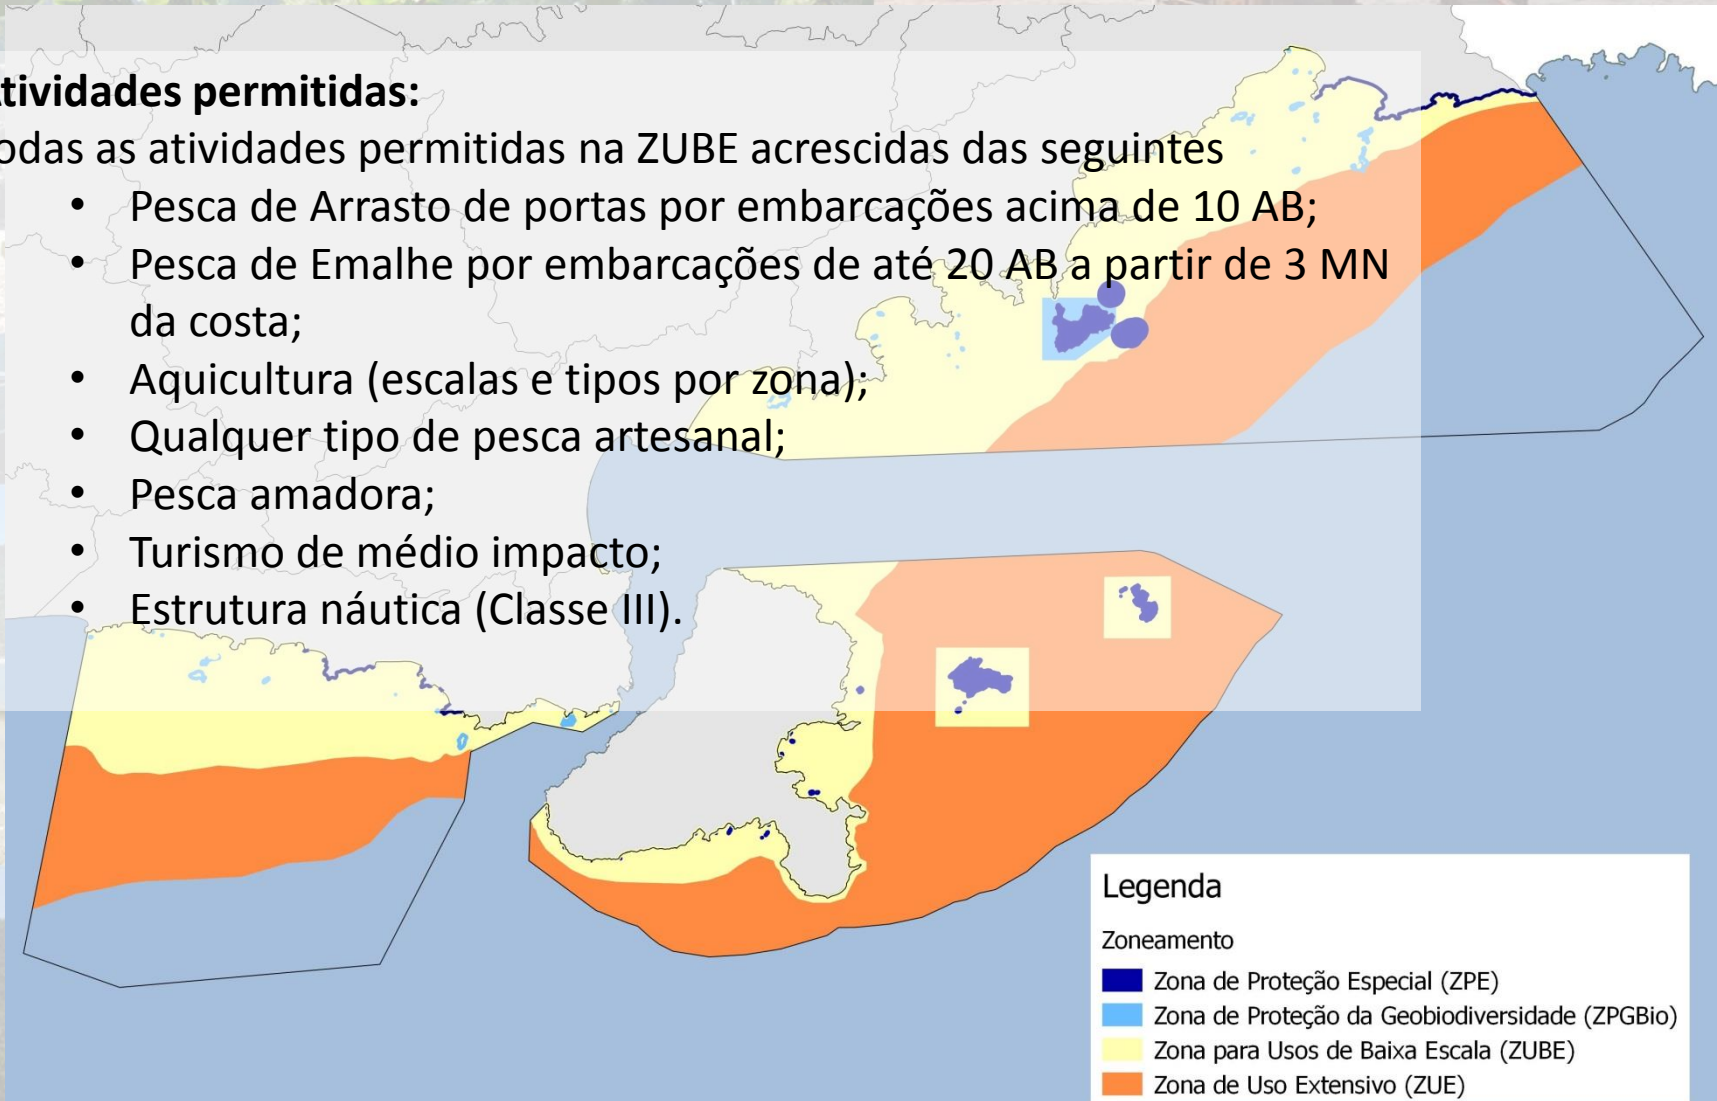 tividades permitidas:
odas as atividades permitidas na ZUBE acrescidas das seguintes
• Pesca de Arrasto de portas por embarcações acima de 10 AB;
• Pesca de Emalhe por embarcações de até 20 AB a partir de 3 MN
da costa;
• Aquicultura (escalas e tipos por zona);
• Qualquer tipo de pesca artesanal;
• Pesca amadora;
• Turismo de médio impacto;
• Estrutura náutica (Classe III).
Legenda
Zoneamento
Zona de Proteção Especial (ZPE)
Zona de Proteção da Geobiodiversidade (ZPGBio)
Zona para Usos de Baixa Escala (ZUBE)
Zona de Uso Extensivo (ZUE)